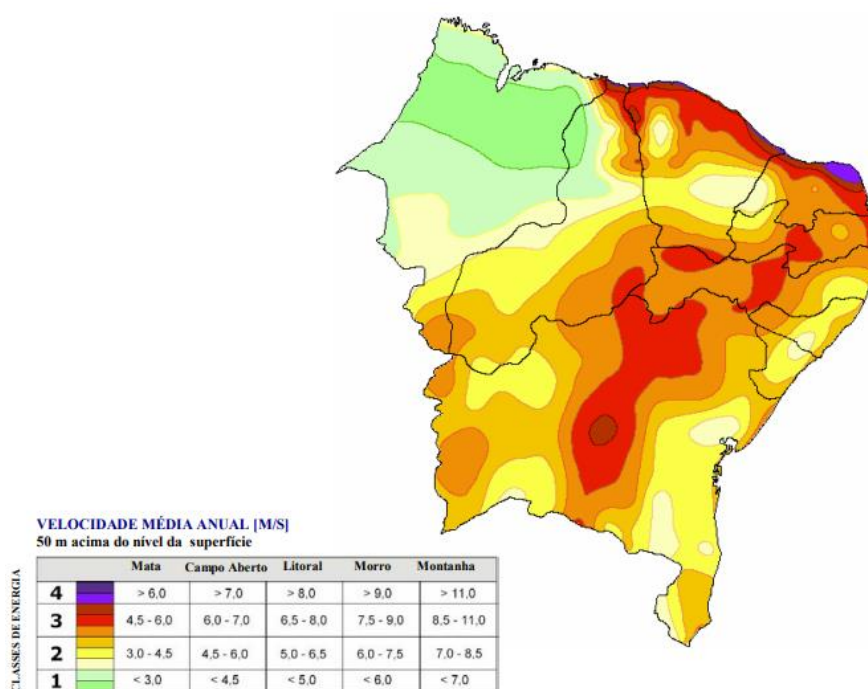 VELOCIDADE MÉDIA ANUAL [M/S]
50 m acima do nível da superfície
Mata Campo Aberto Litoral Morro Montanha
4 > 6,0 > 7,0 > 8,0 > 9,0 > 11,0
3 4,5 - 6,0 6,0 - 7,0 6,5 - 8,0 7,5 - 9,0 8,5 - 11,0
2 3,0 - 4,5 4,5 - 6,0 5,0 - 6,5 6,0 - 7,5 7,0 - 8,5
1 < 3,0 < 4,5 < 5,0 < 6,0 < 7,0
CLASSES DE ENERGIA